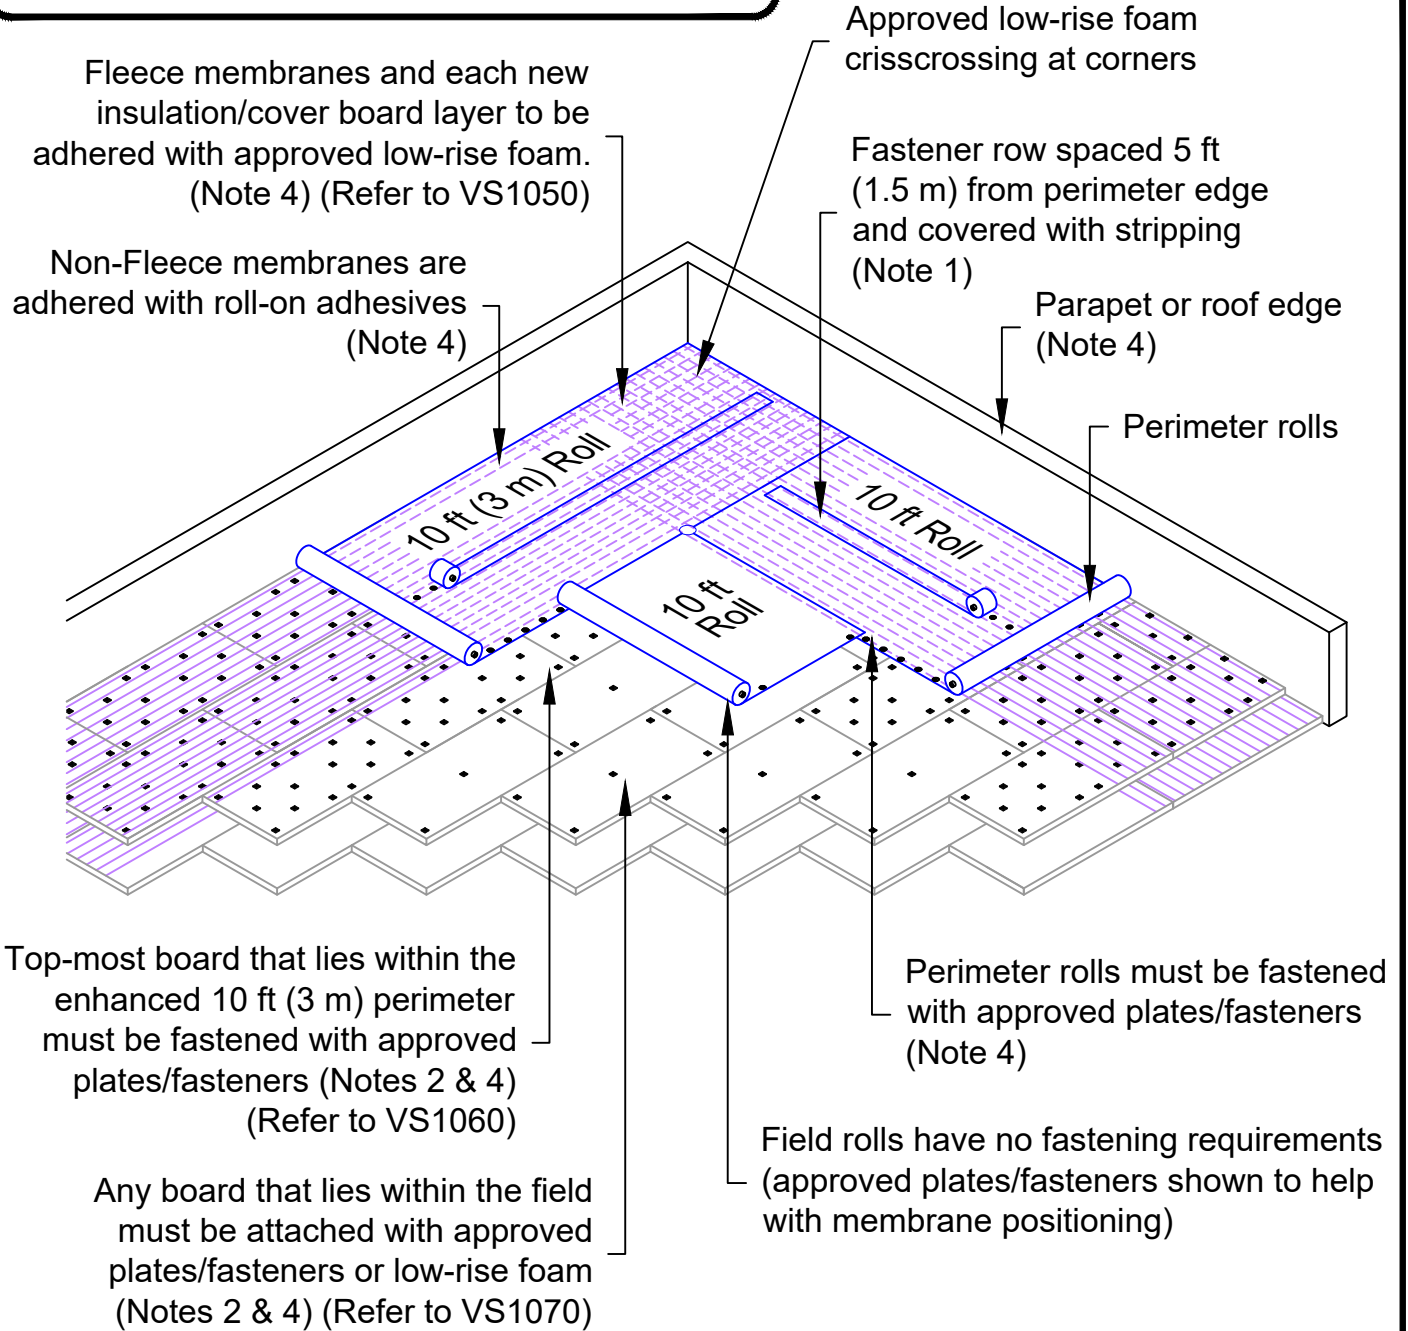 Approved low-rise foam
crisscrossing at corners
Fleece membranes and each new
insulation/cover board layer to be
adhered with approved low-rise foam.
(Note 4) (Refer to VS1050)
Fastener row spaced 5 ft
(1.5 m) from perimeter edge
and covered with stripping
(Note 1)
Non-Fleece membranes are
adhered with roll-on adhesives
(Note 4)
Parapet or roof edge
(Note 4)
Perimeter rolls
10 ft (3 m) Roll
10 ft Roll
10 ft
Roll
Top-most board that lies within the
enhanced 10 ft (3 m) perimeter
must be fastened with approved
plates/fasteners (Notes 2 & 4)
(Refer to VS1060)
Perimeter rolls must be fastened
with approved plates/fasteners
(Note 4)
Field rolls have no fastening requirements
(approved plates/fasteners shown to help
with membrane positioning)
Any board that lies within the field
must be attached with approved
plates/fasteners or low-rise foam
(Notes 2 & 4) (Refer to VS1070)